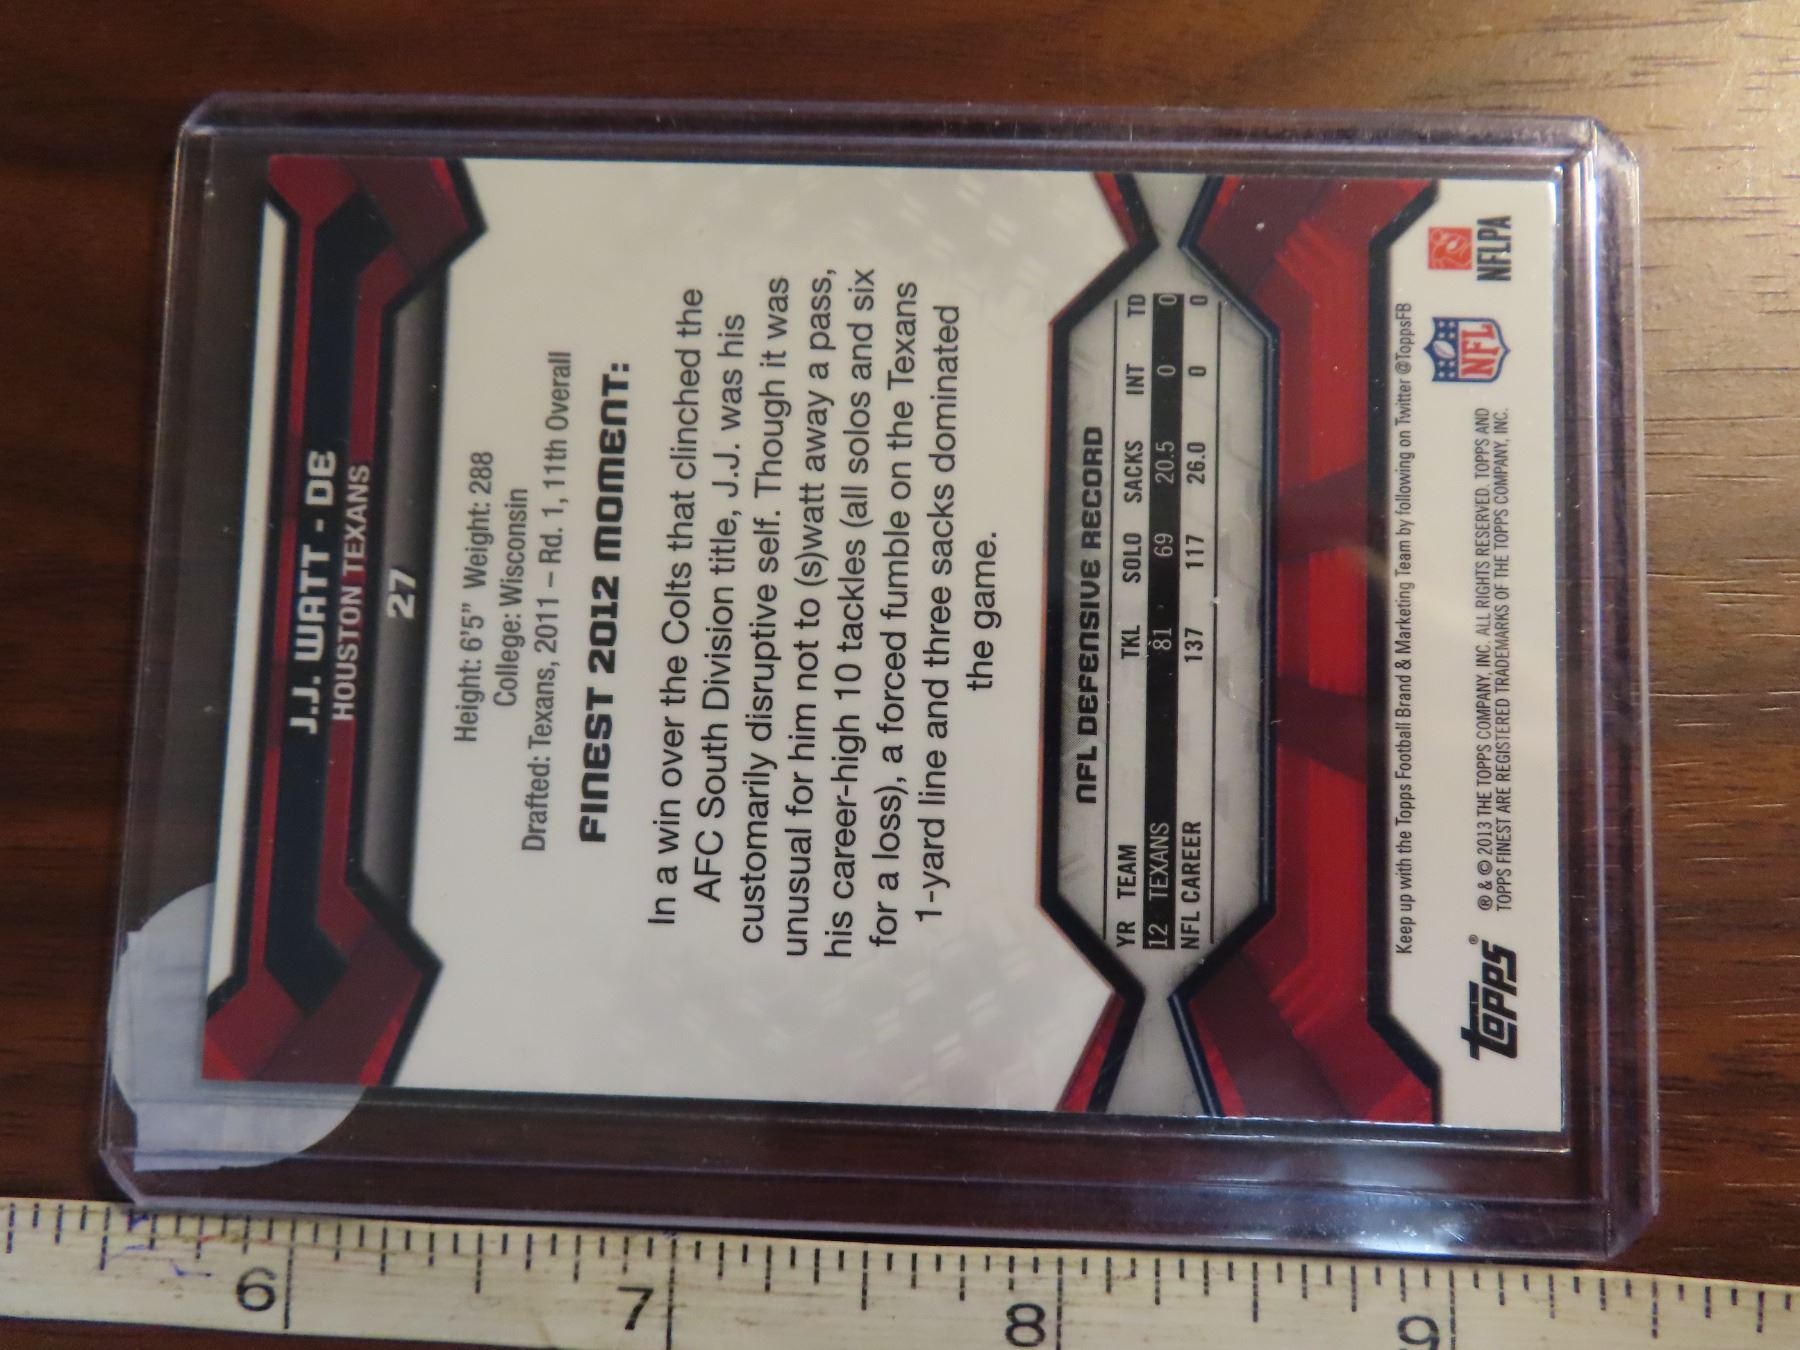 J.J. WATT - DE
HOUSTON TEXANS
27
Height: 6'5" Weight: 288
College: Wisconsin
Drafted: Texans, 2011 – Rd. 1, 11th Overall
FINEST 2012 MOMENT:
In a win over the Colts that clinched the
AFC South Division title, J.J. was his
customarily disruptive self. Though it was
unusual for him not to (s)watt away a pass,
his career-high 10 tackles (all solos and six
for a loss), a forced fumble on the Texans
1-yard line and three sacks dominated
the game.
NFL DEFENSIVE RECORD
YR TEAM TKL SOLO SACKS INT TD
12 TEXANS 81 69 20.5 0 0
NFL CAREER 137 117 26.0 0 0
Keep up with the Topps Football Brand & Marketing Team by following on Twitter @ToppsFB
topps®
® & © 2013 THE TOPPS COMPANY, INC. ALL RIGHTS RESERVED. TOPPS AND
TOPPS FINEST ARE REGISTERED TRADEMARKS OF THE TOPPS COMPANY, INC.
NFL
NFLPA
6
7
8
9